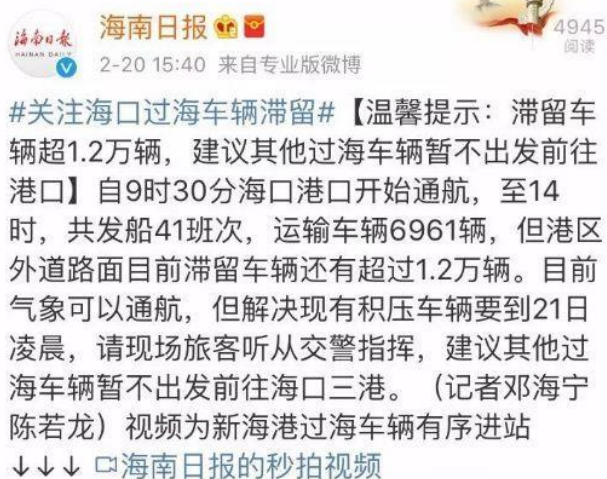 海南日报
HAINAN DAILY
海南日报
4945
阅读
2-20 15:40 来自专业版微博
#关注海口过海车辆滞留#【温馨提示：滞留车
辆超1.2万辆，建议其他过海车辆暂不出发前往
港口】自9时30分海口港口开始通航，至14
时，共发船41班次，运输车辆6961辆，但港区
外道路面目前滞留车辆还有超过1.2万辆。目前
气象可以通航，但解决现有积压车辆要到21日
凌晨，请现场旅客听从交警指挥，建议其他过
海车辆暂不出发前往海口三港。（记者邓海宁
陈若龙）视频为新海港过海车辆有序进站
↓↓↓ 海南日报的秒拍视频